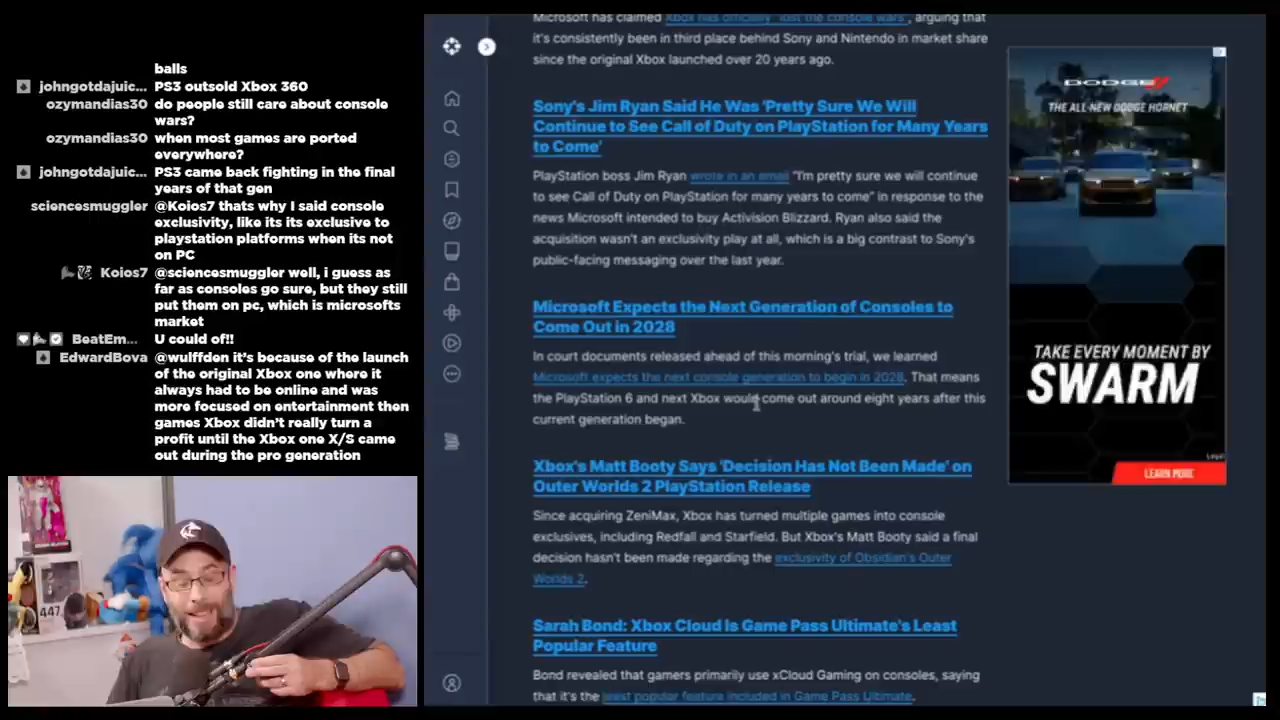 balls
johngotdajuic... PS3 outsold Xbox 360
ozymandias30 do people still care about console
wars?
ozymandias30 when most games are ported
everywhere?
johngotdajuic... PS3 came back fighting in the final
years of that gen
sciencesmuggler @Koios7 thats why I said console
exclusivity, like its its exclusive to
playstation platforms when its not
on PC
Koios7 @sciencesmuggler well, i guess as
far as consoles go sure, but they still
put them on pc, which is microsofts
market
BeatEm... U could of!!
EdwardBova @wulffden it's because of the launch
of the original Xbox one where it
always had to be online and was
more focused on entertainment then
games Xbox didn't really turn a
profit until the Xbox one X/S came
out during the pro generation
447
Microsoft has claimed Xbox has officially "lost the console wars", arguing that
it's consistently been in third place behind Sony and Nintendo in market share
since the original Xbox launched over 20 years ago.
Sony's Jim Ryan Said He Was 'Pretty Sure We Will
Continue to See Call of Duty on PlayStation for Many Years
to Come'
PlayStation boss Jim Ryan wrote in an email "I'm pretty sure we will continue
to see Call of Duty on PlayStation for many years to come" in response to the
news Microsoft intended to buy Activision Blizzard. Ryan also said the
acquisition wasn't an exclusivity play at all, which is a big contrast to Sony's
public-facing messaging over the last year.
Microsoft Expects the Next Generation of Consoles to
Come Out in 2028
In court documents released ahead of this morning's trial, we learned
Microsoft expects the next console generation to begin in 2028. That means
the PlayStation 6 and next Xbox would come out around eight years after this
current generation began.
Xbox's Matt Booty Says 'Decision Has Not Been Made' on
Outer Worlds 2 PlayStation Release
Since acquiring ZeniMax, Xbox has turned multiple games into console
exclusives, including Redfall and Starfield. But Xbox's Matt Booty said a final
decision hasn't been made regarding the exclusivity of Obsidian's Outer
Worlds 2.
Sarah Bond: Xbox Cloud Is Game Pass Ultimate's Least
Popular Feature
Bond revealed that gamers primarily use xCloud Gaming on consoles, saying
that it's the least popular feature included in Game Pass Ultimate.
DODGE
THE ALL-NEW DODGE HORNET
TAKE EVERY MOMENT BY
SWARM
LEARN MORE